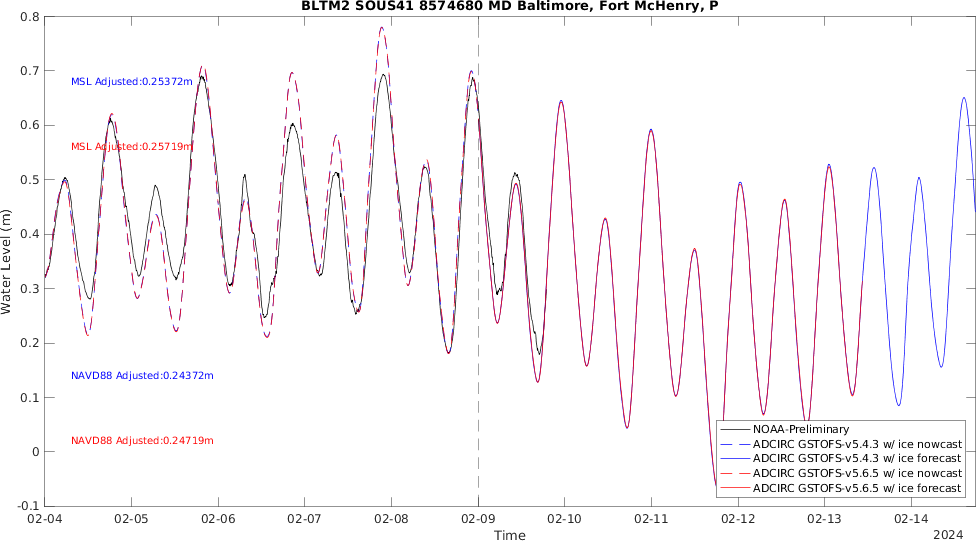 BLTM2 SOUS41 8574680 MD Baltimore, Fort McHenry, P
0.8
0.7
0.6
0.5
0.4
0.3
0.2
0.1
0
-0.1
Water Level (m)
MSL Adjusted:0.25372m
MSL Adjusted:0.25719m
NAVD88 Adjusted:0.24372m
NAVD88 Adjusted:0.24719m
NOAA-Preliminary
ADCIRC GSTOFS-v5.4.3 w/ ice nowcast
ADCIRC GSTOFS-v5.4.3 w/ ice forecast
ADCIRC GSTOFS-v5.6.5 w/ ice nowcast
ADCIRC GSTOFS-v5.6.5 w/ ice forecast
02-04 02-05 02-06 02-07 02-08 02-09 02-10 02-11 02-12 02-13 02-14
Time
2024